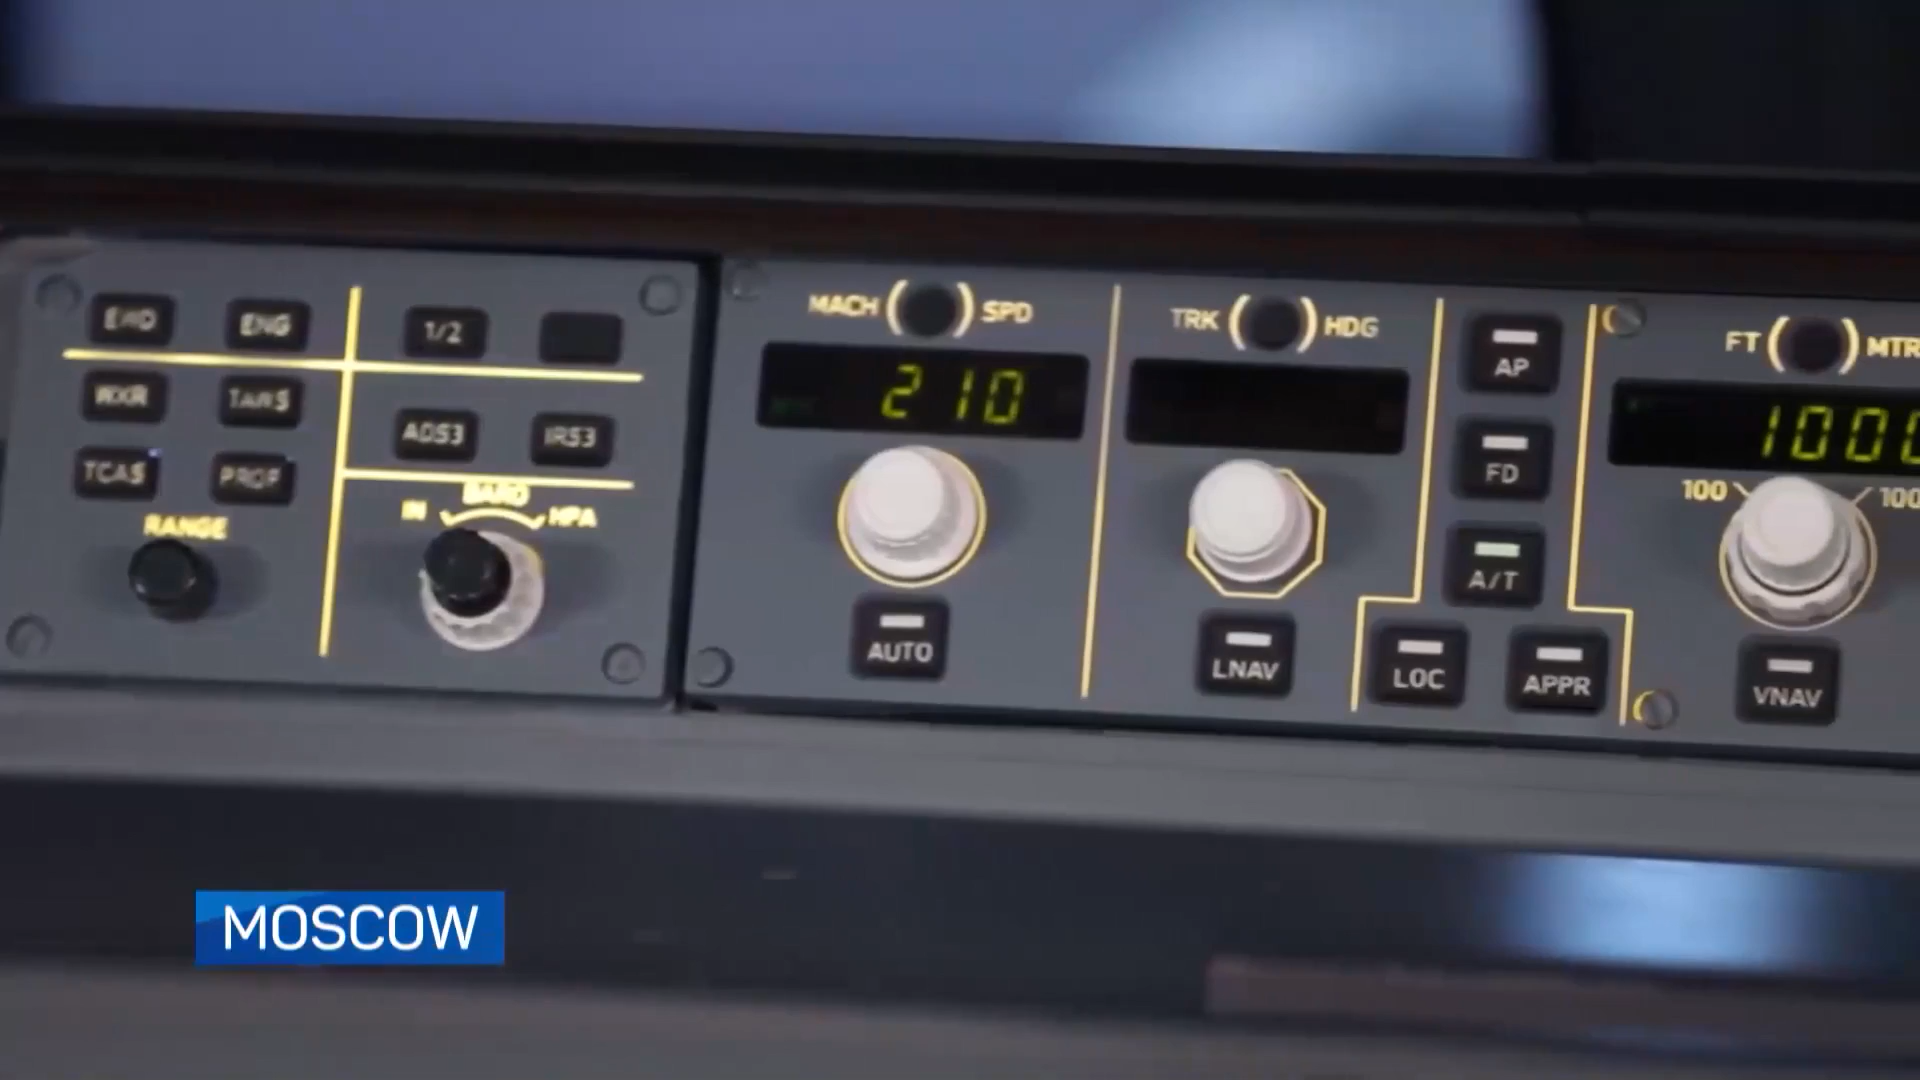 MACH SPD
TRK HDG
FT MTR
ENG
1/2
AP
210
1000
WXR
TAWS
ADS3
IRS3
FD
TCAS
PROF
100 100
RANGE
IN BARO HPA
A/T
AUTO
LNAV
LOC
APPR
VNAV
MOSCOW